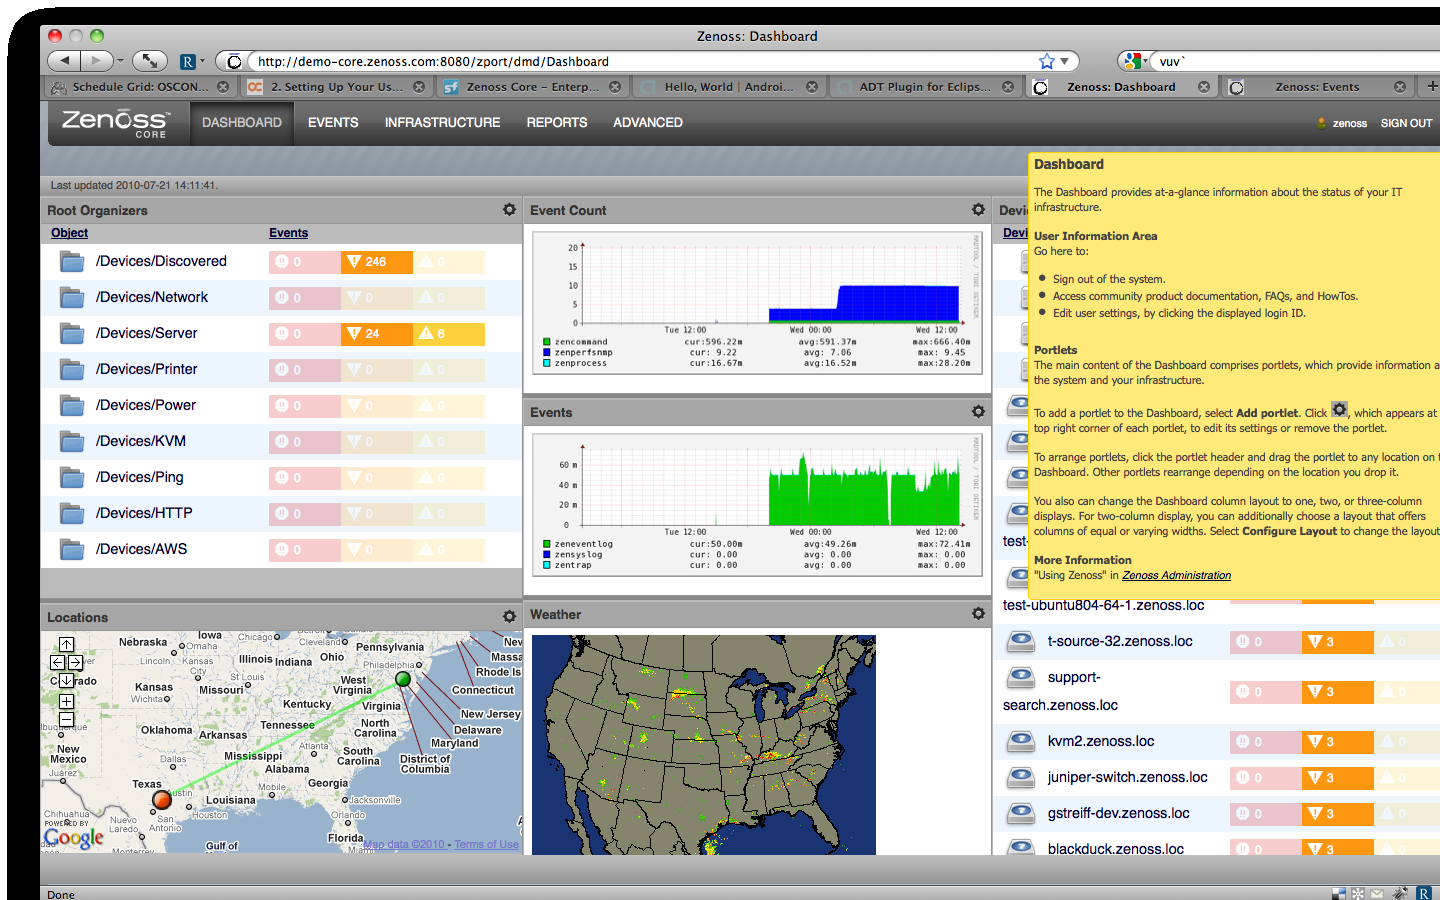 Zenoss: Dashboard
http://demo-core.zenoss.com:8080/zport/dmd/Dashboard
vuv`
Schedule Grid: OSCON...
2. Setting Up Your Us...
Zenoss Core – Enterp...
Hello, World | Androi...
ADT Plugin for Eclips...
Zenoss: Dashboard
Zenoss: Events
Zenoss™ CORE
DASHBOARD
EVENTS
INFRASTRUCTURE
REPORTS
ADVANCED
zenoss
SIGN OUT
Last updated 2010-07-21 14:11:41.
Root Organizers
Object Events
/Devices/Discovered 0 246 0
/Devices/Network 0 0 0
/Devices/Server 0 24 6
/Devices/Printer 0 0 0
/Devices/Power 0 0 0
/Devices/KVM 0 0 0
/Devices/Ping 0 0 0
/Devices/HTTP 0 0 0
/Devices/AWS 0 0 0
Locations
Nebraska
Iowa
Omaha
Chicago
Cleveland
Pennsylvania
Lincoln
Kansas City
Illinois
Indiana
Ohio
Philadelphia
Massa
Rhode Is
Connecticut
Kansas
Wichita
St Louis
Missouri
West Virginia
Kentucky
Virginia
New Jersey
Delaware
Maryland
Oklahoma
Arkansas
Tennessee
North Carolina
District of Columbia
New Mexico
Dallas
Mississippi
Alabama
Atlanta
South Carolina
Juárez
Texas
Austin
Louisiana
Mobile
Georgia
Jacksonville
Houston
San Antonio
Chihuahua
Nuevo Laredo
Orlando
Florida
Monterrey
Gulf of
POWERED BY
Google
Map data ©2010 - Terms of Use
Event Count
20
15
10
5
0
Tue 12:00 Wed 00:00 Wed 12:00
zencommand cur:596.22m avg:591.37m max:666.40m
zenperfsnmp cur: 9.22 avg: 7.06 max: 9.45
zenprocess cur:16.67m avg:16.52m max:28.20m
RRDTOOL / TOBI OETIKER
Events
60 m
40 m
20 m
0
Tue 12:00 Wed 00:00 Wed 12:00
zeneventlog cur:50.00m avg:49.26m max:72.41m
zensyslog cur: 0.00 avg: 0.00 max: 0.00
zentrap cur: 0.00 avg: 0.00 max: 0.00
RRDTOOL / TOBI OETIKER
Weather
Devi
Devi
test-
test-ubuntu804-64-1.zenoss.loc
t-source-32.zenoss.loc 0 3 0
support-
search.zenoss.loc 0 3 0
kvm2.zenoss.loc 0 3 0
juniper-switch.zenoss.loc 0 3 0
gstreiff-dev.zenoss.loc 0 3 0
blackduck.zenoss.loc 0 3 0
Dashboard
The Dashboard provides at-a-glance information about the status of your IT
infrastructure.
User Information Area
Go here to:
Sign out of the system.
Access community product documentation, FAQs, and HowTos.
Edit user settings, by clicking the displayed login ID.
Portlets
The main content of the Dashboard comprises portlets, which provide information a
the system and your infrastructure.
To add a portlet to the Dashboard, select Add portlet. Click , which appears at
top right corner of each portlet, to edit its settings or remove the portlet.
To arrange portlets, click the portlet header and drag the portlet to any location on t
Dashboard. Other portlets rearrange depending on the location you drop it.
You also can change the Dashboard column layout to one, two, or three-column
displays. For two-column display, you can additionally choose a layout that offers
columns of equal or varying widths. Select Configure Layout to change the layout
More Information
"Using Zenoss" in Zenoss Administration
Done